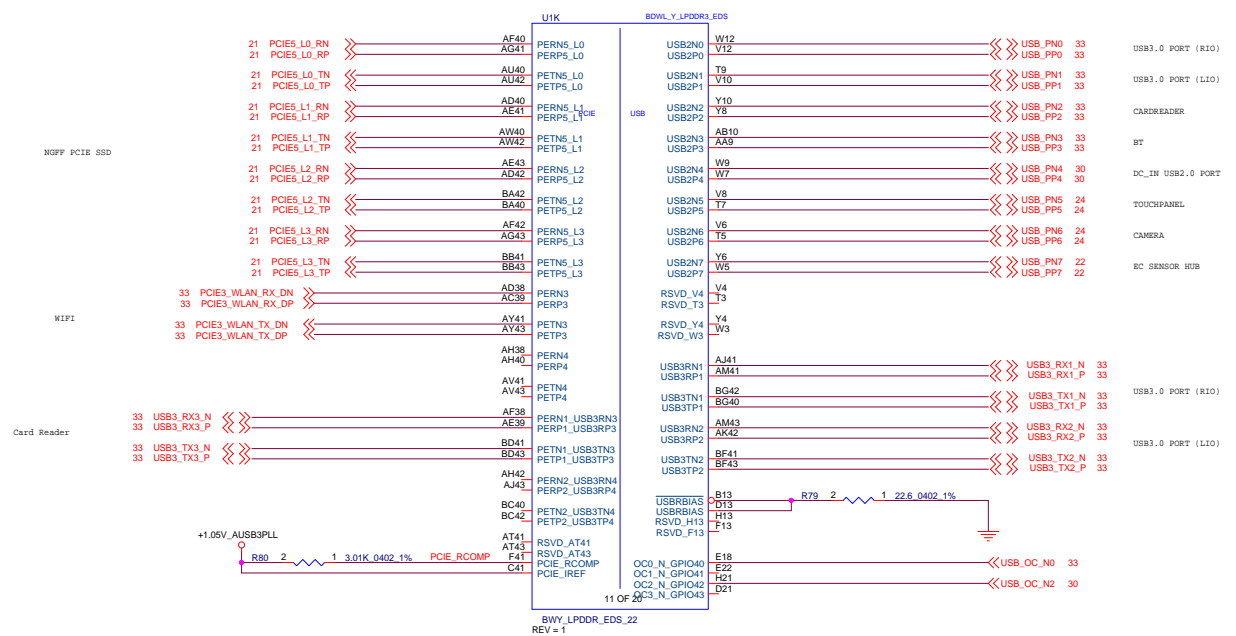 U1K
BDWL_Y_LPDDR3_EDS
21 PCIE5_L0_RN AF40 PERN5_L0
21 PCIE5_L0_RP AG41 PERP5_L0
21 PCIE5_L0_TN AU40 PETN5_L0
21 PCIE5_L0_TP AU42 PETP5_L0
21 PCIE5_L1_RN AD40 PERN5_L1
21 PCIE5_L1_RP AE41 PERP5_L1
PCIE
21 PCIE5_L1_TN AW40 PETN5_L1
21 PCIE5_L1_TP AW42 PETP5_L1
NGFF PCIE SSD
21 PCIE5_L2_RN AE43 PERN5_L2
21 PCIE5_L2_RP AD42 PERP5_L2
21 PCIE5_L2_TN BA42 PETN5_L2
21 PCIE5_L2_TP BA40 PETP5_L2
21 PCIE5_L3_RN AF42 PERN5_L3
21 PCIE5_L3_RP AG43 PERP5_L3
21 PCIE5_L3_TN BB41 PETN5_L3
21 PCIE5_L3_TP BB43 PETP5_L3
33 PCIE3_WLAN_RX_DN AD38 PERN3
33 PCIE3_WLAN_RX_DP AC39 PERP3
WIFI
33 PCIE3_WLAN_TX_DN AY41 PETN3
33 PCIE3_WLAN_TX_DP AY43 PETP3
AH38 PERN4
AH40 PERP4
AV41 PETN4
AV43 PETP4
33 USB3_RX3_N AF38 PERN1_USB3RN3
33 USB3_RX3_P AE39 PERP1_USB3RP3
Card Reader
33 USB3_TX3_N BD41 PETN1_USB3TN3
33 USB3_TX3_P BD43 PETP1_USB3TP3
AH42 PERN2_USB3RN4
AJ43 PERP2_USB3RP4
BC40 PETN2_USB3TN4
BC42 PETP2_USB3TP4
AT41 RSVD_AT41
AT43 RSVD_AT43
+1.05V_AUSB3PLL
R80 2 1 3.01K_0402_1% PCIE_RCOMP F41 PCIE_RCOMP
C41 PCIE_IREF
USB2N0 W12 USB_PN0 33
USB2P0 V12 USB_PP0 33
USB3.0 PORT (RIO)
USB2N1 T9 USB_PN1 33
USB2P1 V10 USB_PP1 33
USB3.0 PORT (LIO)
USB2N2 Y10 USB_PN2 33
USB2P2 Y8 USB_PP2 33
CARDREADER
USB
USB2N3 AB10 USB_PN3 33
USB2P3 AA9 USB_PP3 33
BT
USB2N4 W9 USB_PN4 30
USB2P4 W7 USB_PP4 30
DC_IN USB2.0 PORT
USB2N5 V8 USB_PN5 24
USB2P5 T7 USB_PP5 24
TOUCHPANEL
USB2N6 V6 USB_PN6 24
USB2P6 T5 USB_PP6 24
CAMERA
USB2N7 Y6 USB_PN7 22
USB2P7 W5 USB_PP7 22
EC SENSOR HUB
RSVD_V4 V4
RSVD_T3 T3
RSVD_Y4 Y4
RSVD_W3 W3
USB3RN1 AJ41 USB3_RX1_N 33
USB3RP1 AM41 USB3_RX1_P 33
USB3TN1 BG42 USB3_TX1_N 33
USB3TP1 BG40 USB3_TX1_P 33
USB3.0 PORT (RIO)
USB3RN2 AM43 USB3_RX2_N 33
USB3RP2 AK42 USB3_RX2_P 33
USB3.0 PORT (LIO)
USB3TN2 BF41 USB3_TX2_N 33
USB3TP2 BF43 USB3_TX2_P 33
USBRBIAS B13 R79 2 1 22.6_0402_1%
USBRBIAS D13
RSVD_H13 H13
RSVD_F13 F13
OC0_N_GPIO40 E18 USB_OC_N0 33
OC1_N_GPIO41 E22
OC2_N_GPIO42 H21 USB_OC_N2 30
OC3_N_GPIO43 D21
11 OF 20
BWY_LPDDR_EDS_22
REV = 1